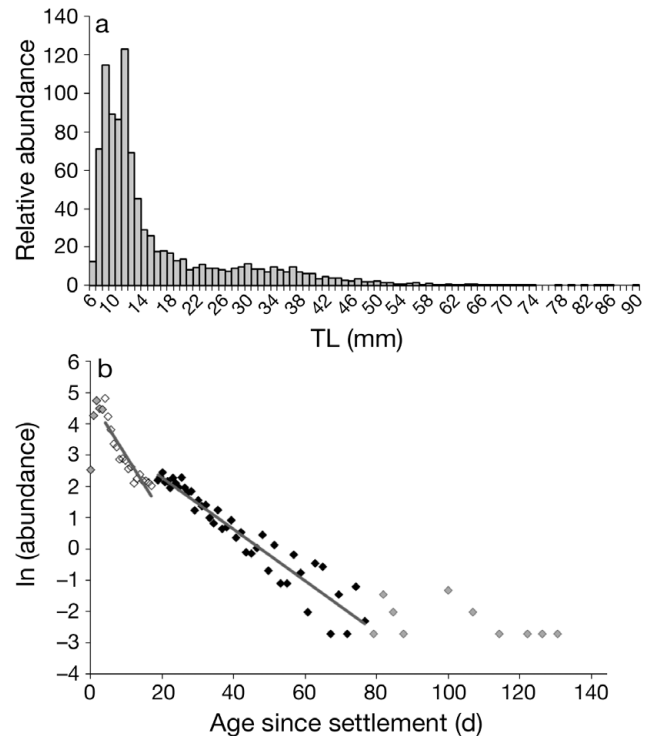 a
140
120
100
80
60
40
20
0
Relative abundance
6 10 14 18 22 26 30 34 38 42 46 50 54 58 62 66 70 74 78 82 86 90
TL (mm)
b
6
5
4
3
2
1
0
–1
–2
–3
–4
ln (abundance)
0 20 40 60 80 100 120 140
Age since settlement (d)